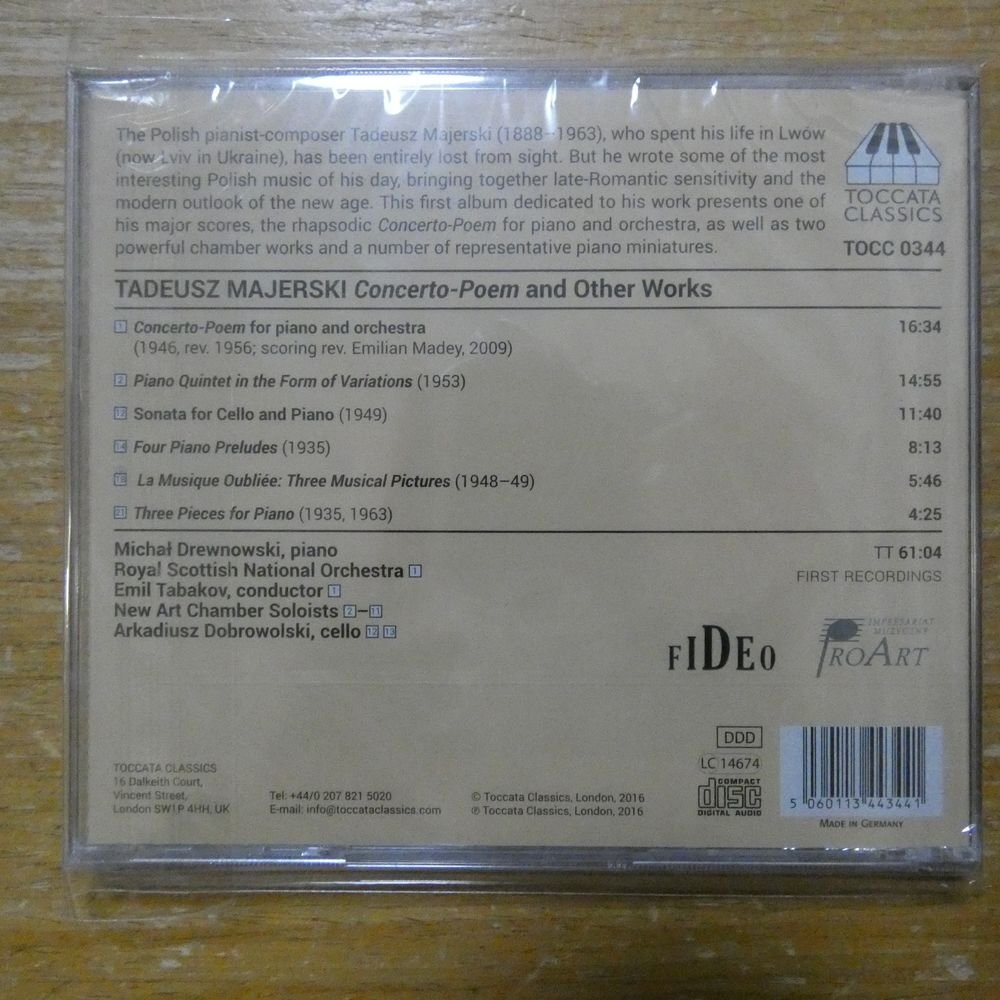 The Polish pianist-composer Tadeusz Majerski (1888–1963), who spent his life in Lwów
(now Lviv in Ukraine), has been entirely lost from sight. But he wrote some of the most
interesting Polish music of his day, bringing together late-Romantic sensitivity and the
modern outlook of the new age. This first album dedicated to his work presents one of
his major scores, the rhapsodic Concerto-Poem for piano and orchestra, as well as two
powerful chamber works and a number of representative piano miniatures.
TOCCATA
CLASSICS
TOCC 0344
TADEUSZ MAJERSKI Concerto-Poem and Other Works
1 Concerto-Poem for piano and orchestra 16:34
(1946, rev. 1956; scoring rev. Emilian Madey, 2009)
2 Piano Quintet in the Form of Variations (1953) 14:55
12 Sonata for Cello and Piano (1949) 11:40
14 Four Piano Preludes (1935) 8:13
18 La Musique Oubliée: Three Musical Pictures (1948–49) 5:46
21 Three Pieces for Piano (1935, 1963) 4:25
Michał Drewnowski, piano TT 61:04
Royal Scottish National Orchestra 1 FIRST RECORDINGS
Emil Tabakov, conductor 1
New Art Chamber Soloists 2–11
Arkadiusz Dobrowolski, cello 12 13
FIDEO
IMPRESARIAT
MUZYCZNY
PROART
DDD
LC 14674
COMPACT
disc
DIGITAL AUDIO
TOCCATA CLASSICS
16 Dalkeith Court,
Vincent Street,
London SW1P 4HH, UK
Tel: +44/0 207 821 5020
E-mail: info@toccataclassics.com
© Toccata Classics, London, 2016
℗ Toccata Classics, London, 2016
5 060113 443441
MADE IN GERMANY